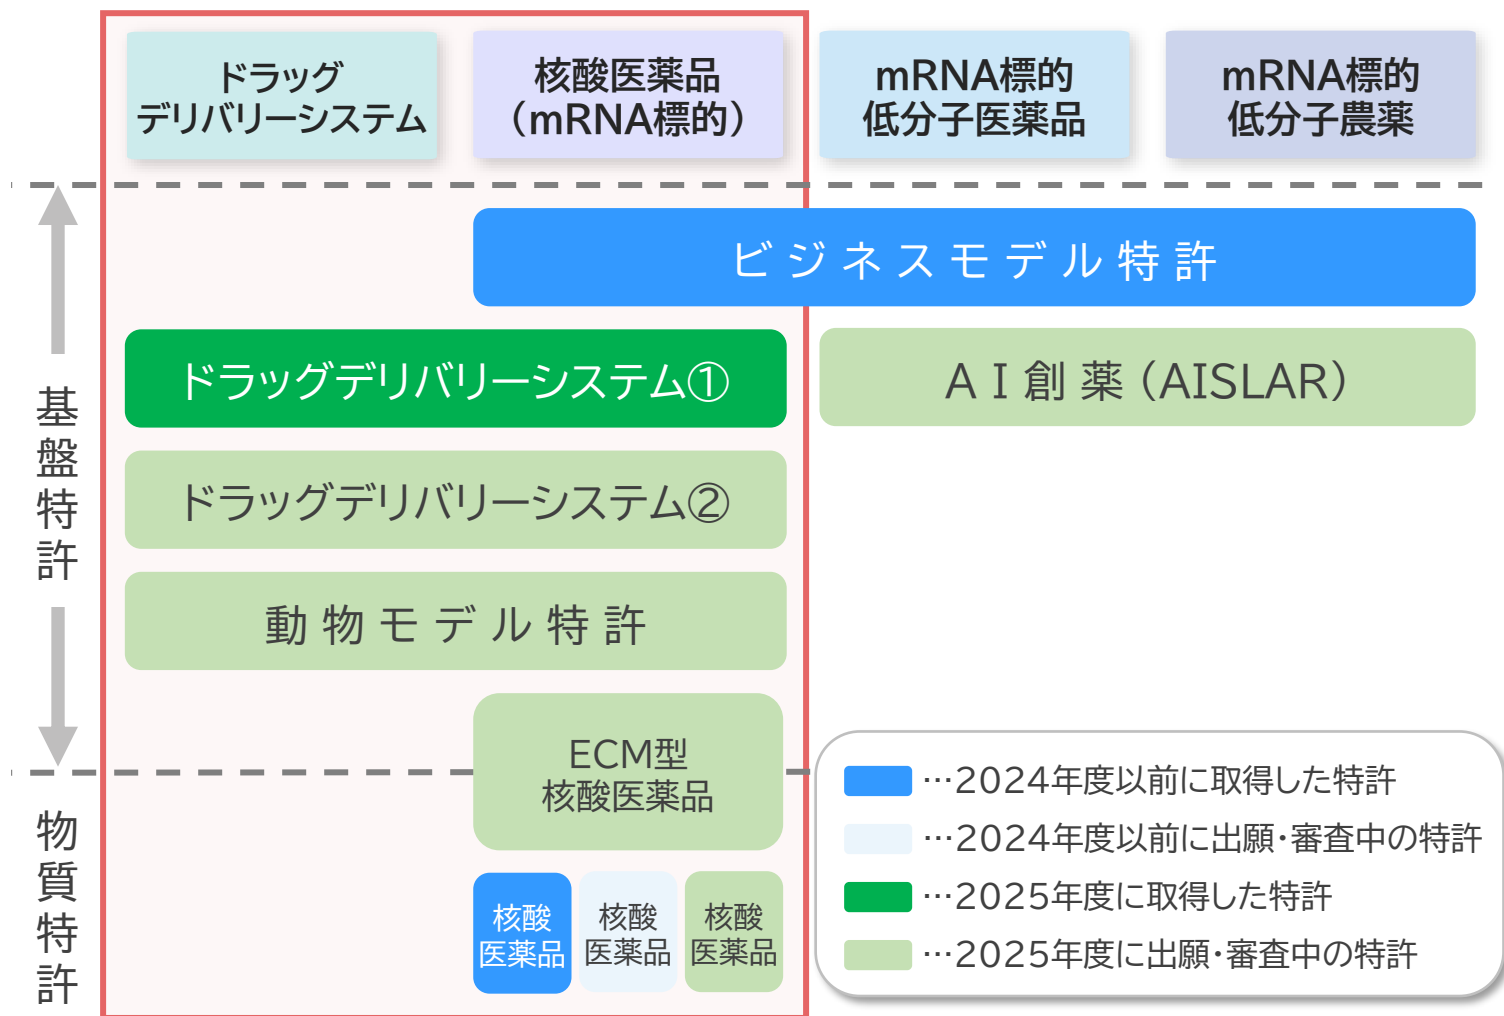 ドラッグ
デリバリーシステム
核酸医薬品
（mRNA標的）
mRNA標的
低分子医薬品
mRNA標的
低分子農薬
基盤特許
ビジネスモデル特許
ドラッグデリバリーシステム①
AI創薬（AISLAR）
ドラッグデリバリーシステム②
動物モデル特許
ECM型
核酸医薬品
物質特許
核酸
医薬品
核酸
医薬品
核酸
医薬品
…2024年度以前に取得した特許
…2024年度以前に出願・審査中の特許
…2025年度に取得した特許
…2025年度に出願・審査中の特許